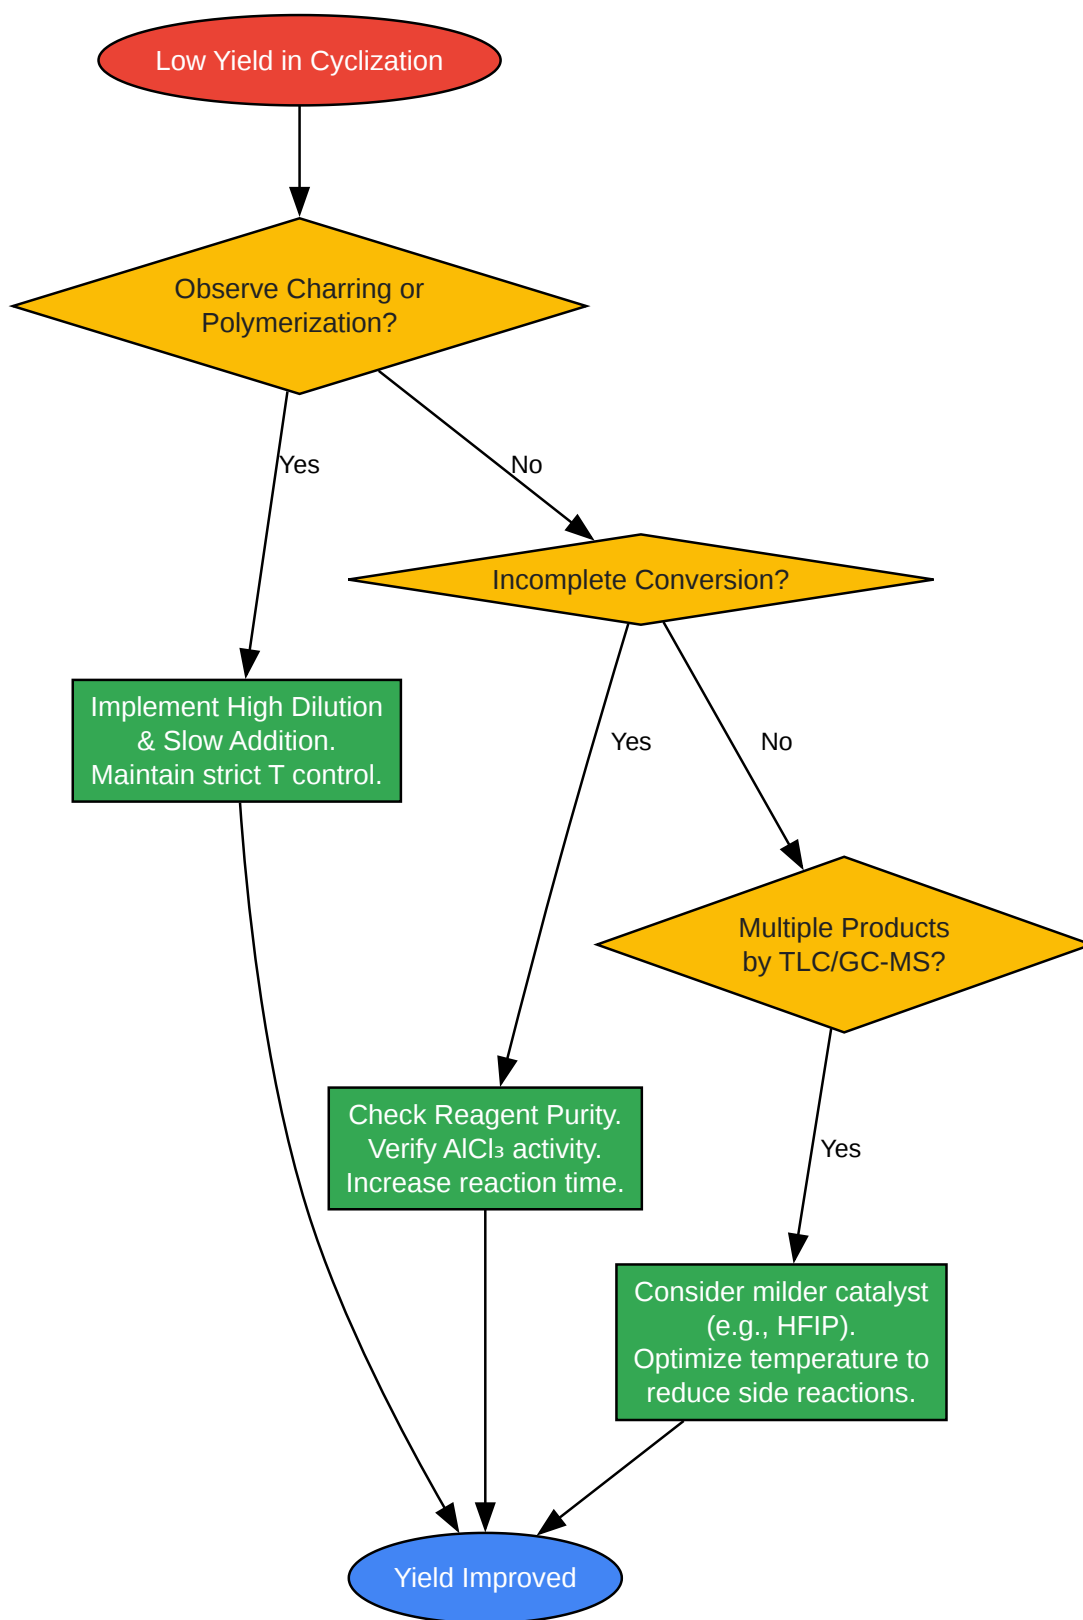 Low Yield in Cyclization
Observe Charring or
Polymerization?
Yes
No
Incomplete Conversion?
Implement High Dilution
& Slow Addition.
Maintain strict T control.
Yes
No
Multiple Products
by TLC/GC-MS?
Check Reagent Purity.
Verify AlCl₃ activity.
Increase reaction time.
Yes
Consider milder catalyst
(e.g., HFIP).
Optimize temperature to
reduce side reactions.
Yield Improved